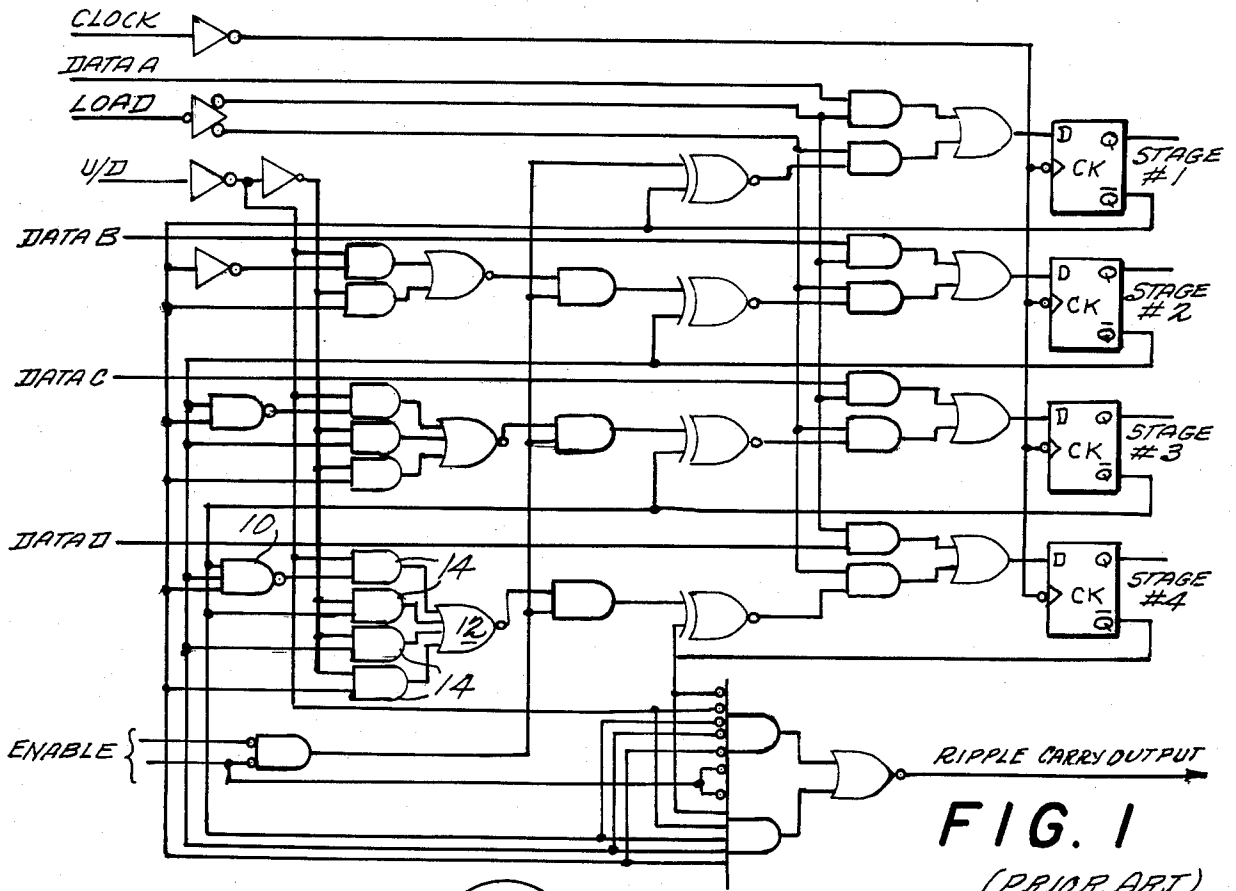 CLOCK
DATA A
LOAD
U/D
D Q
CK
Q̅
STAGE
#1
DATA B
D Q
CK
Q̅
STAGE
#2
DATA C
D Q
CK
Q̅
STAGE
#3
10
DATA D
14
12
14
14
D Q
CK
Q̅
STAGE
#4
ENABLE {
RIPPLE CARRY OUTPUT
FIG. 1
(PRIOR ART)